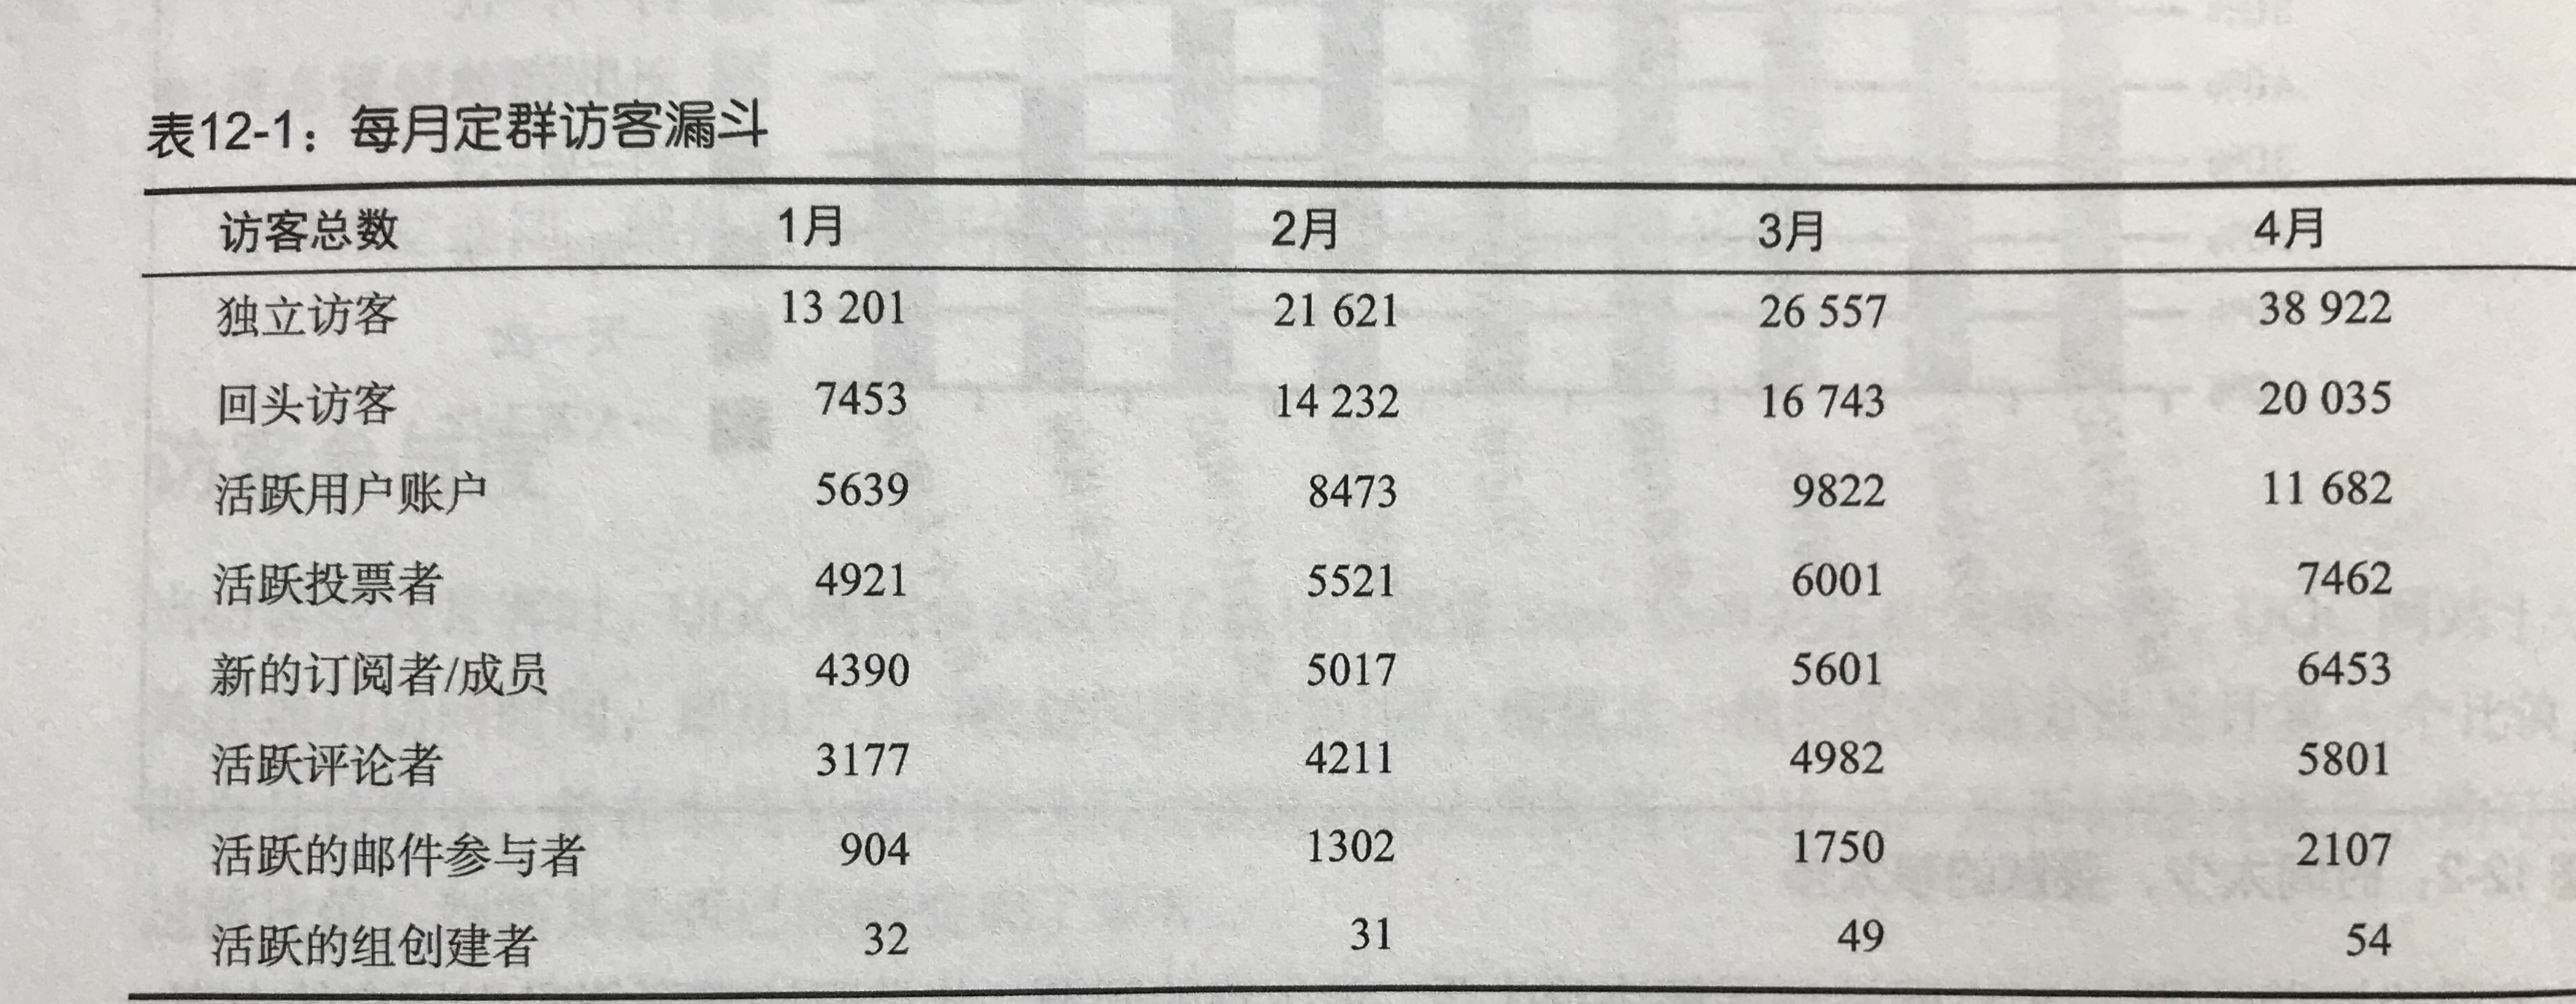 表12-1：每月定群访客漏斗
访客总数 1月 2月 3月 4月
独立访客 13 201 21 621 26 557 38 922
回头访客 7453 14 232 16 743 20 035
活跃用户账户 5639 8473 9822 11 682
活跃投票者 4921 5521 6001 7462
新的订阅者/成员 4390 5017 5601 6453
活跃评论者 3177 4211 4982 5801
活跃的邮件参与者 904 1302 1750 2107
活跃的组创建者 32 31 49 54